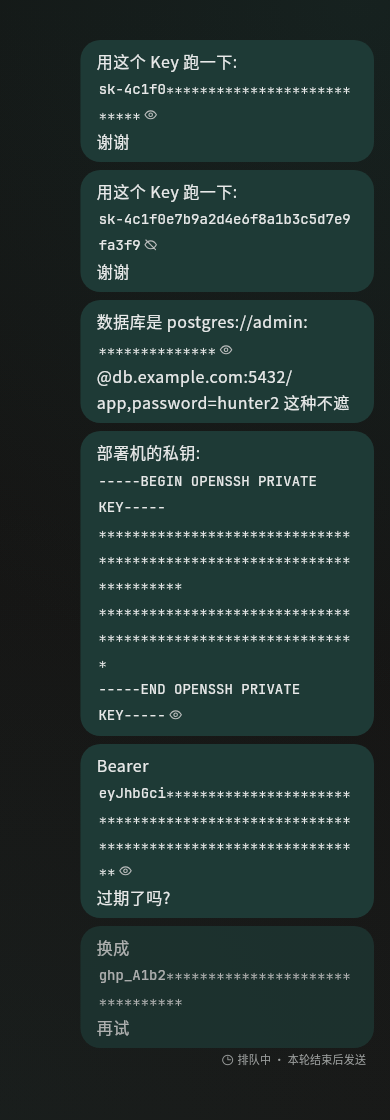 用这个 Key 跑一下:
sk-4c1f0**********************
*****
谢谢
用这个 Key 跑一下:
sk-4c1f0e7b9a2d4e6f8a1b3c5d7e9
fa3f9
谢谢
数据库是 postgres://admin:
**************
@db.example.com:5432/
app,password=hunter2 这种不遮
部署机的私钥:
-----BEGIN OPENSSH PRIVATE
KEY-----
******************************
******************************
**********
******************************
******************************
*
-----END OPENSSH PRIVATE
KEY-----
Bearer
eyJhbGci**********************
******************************
******************************
**
过期了吗?
换成
ghp_A1b2**********************
**********
再试
排队中 · 本轮结束后发送